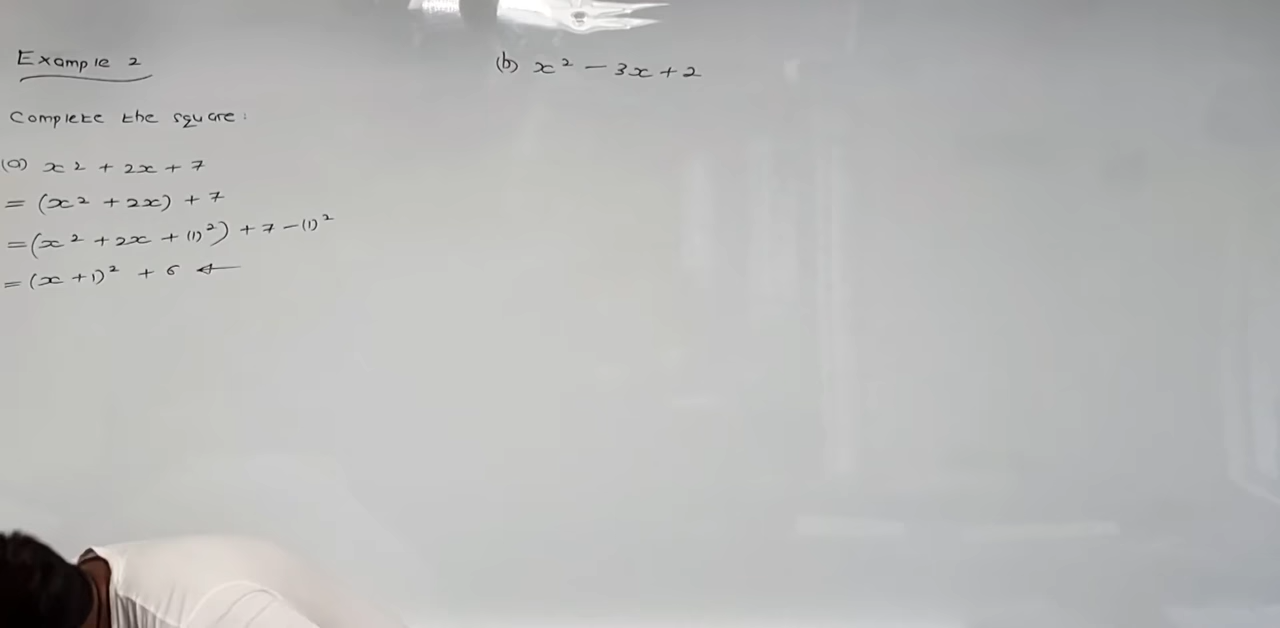 Example 2
Complete the square:
(a) x² + 2x + 7
= (x² + 2x) + 7
= (x² + 2x + (1)²) + 7 - (1)²
= (x + 1)² + 6 ←
(b) x² - 3x + 2